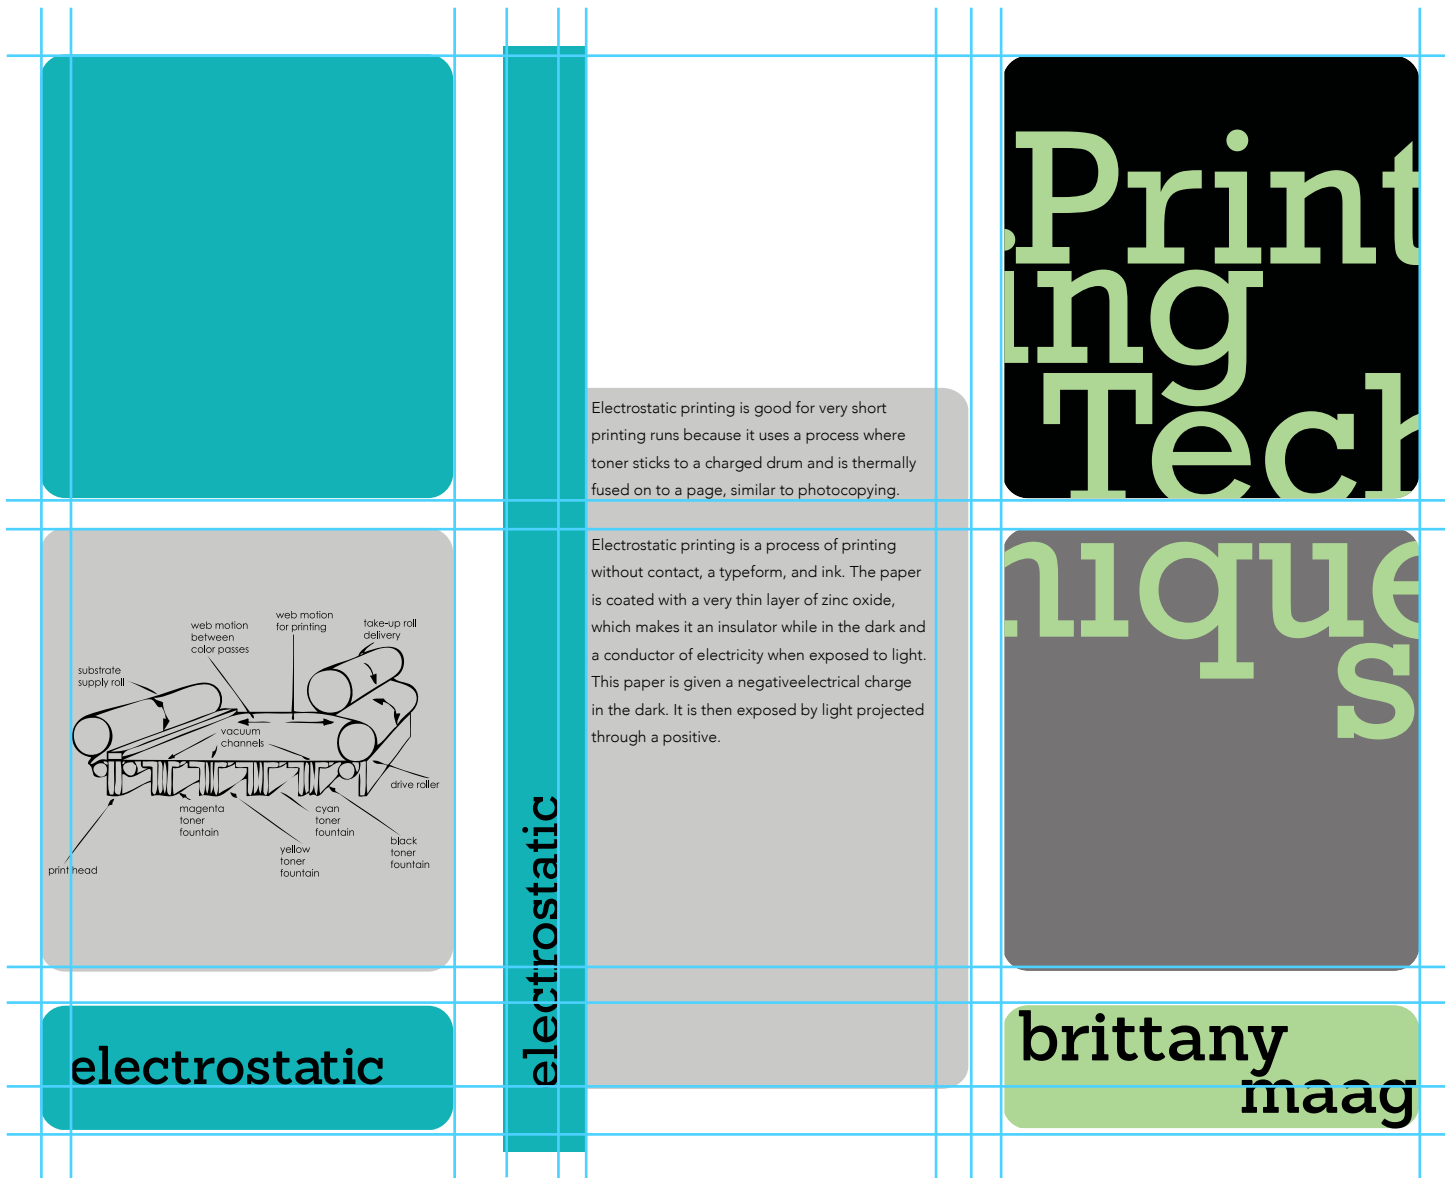 web motion
between
color passes
web motion
for printing
take-up roll
delivery
substrate
supply roll
vacuum
channels
drive roller
magenta
toner
fountain
cyan
toner
fountain
yellow
toner
fountain
black
toner
fountain
print head
electrostatic
electrostatic
Electrostatic printing is good for very short
printing runs because it uses a process where
toner sticks to a charged drum and is thermally
fused on to a page, similar to photocopying.
Electrostatic printing is a process of printing
without contact, a typeform, and ink. The paper
is coated with a very thin layer of zinc oxide,
which makes it an insulator while in the dark and
a conductor of electricity when exposed to light.
This paper is given a negativeelectrical charge
in the dark. It is then exposed by light projected
through a positive.
.Print
ing
Tech
nique
s
brittany
maag